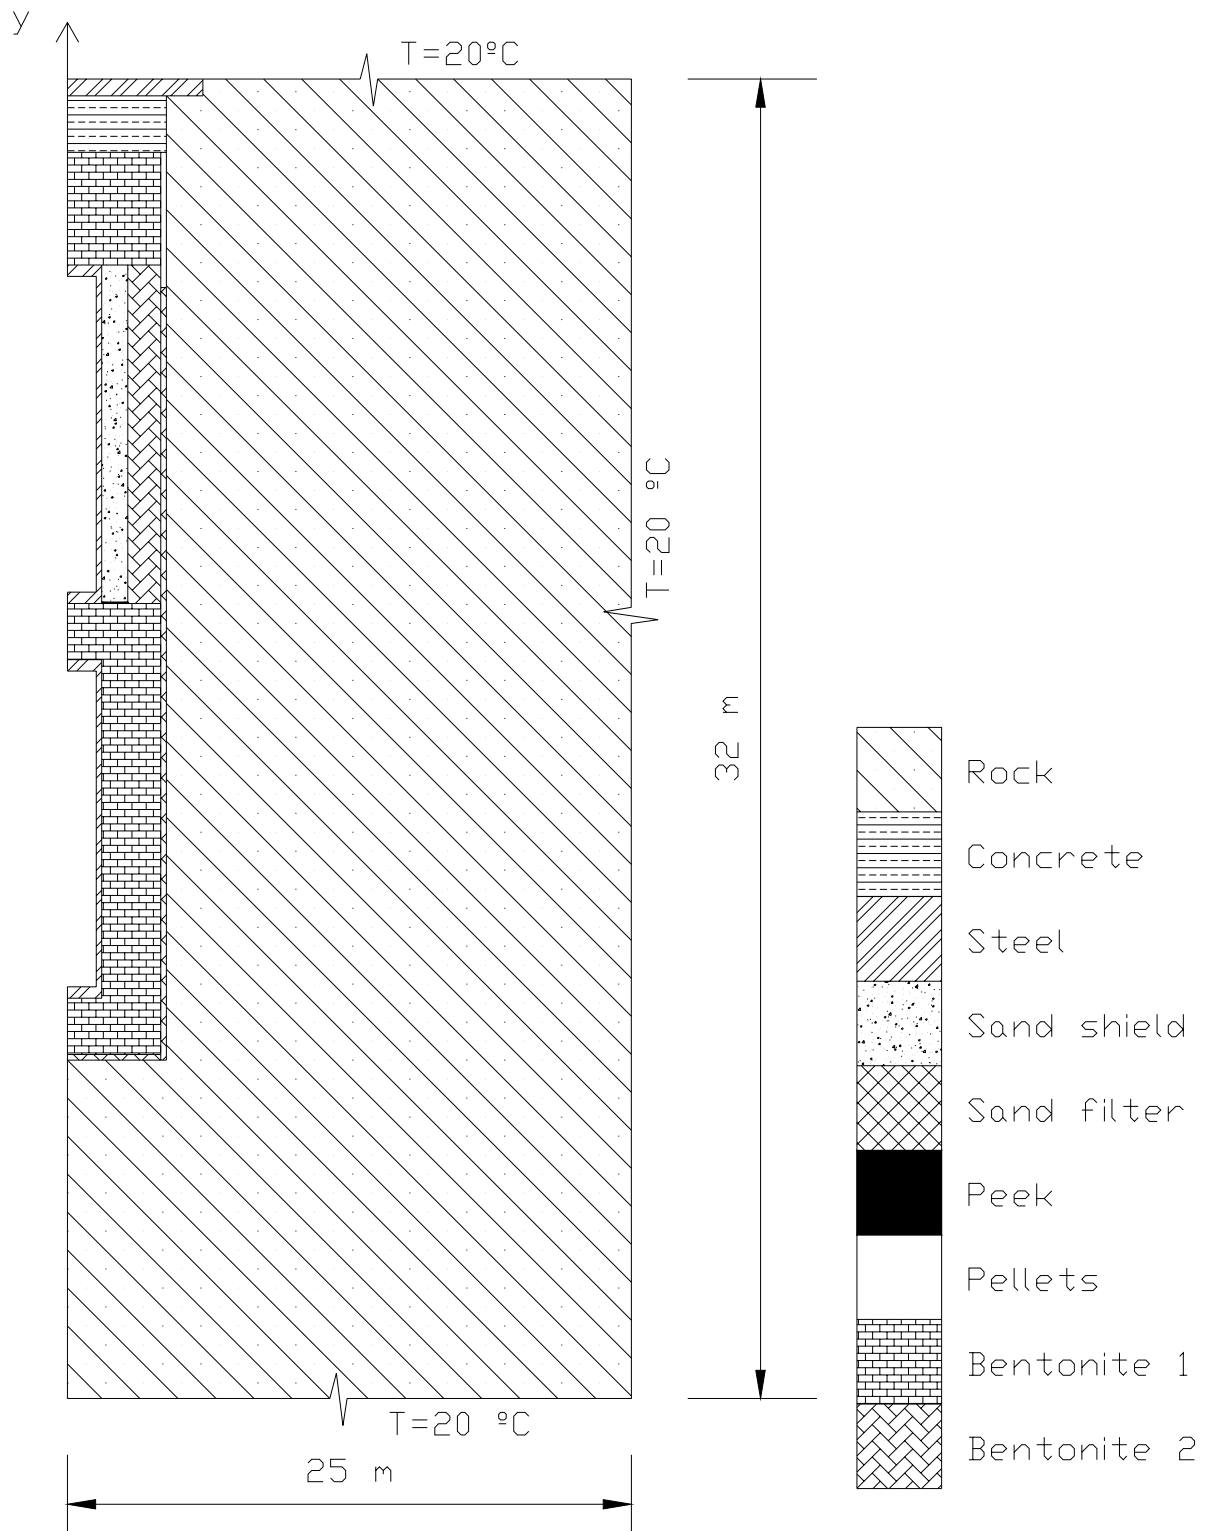 y
T=20ºC
T=20 ºC
32 m
Rock
Concrete
Steel
Sand shield
Sand filter
Peek
Pellets
Bentonite 1
Bentonite 2
T=20 ºC
25 m